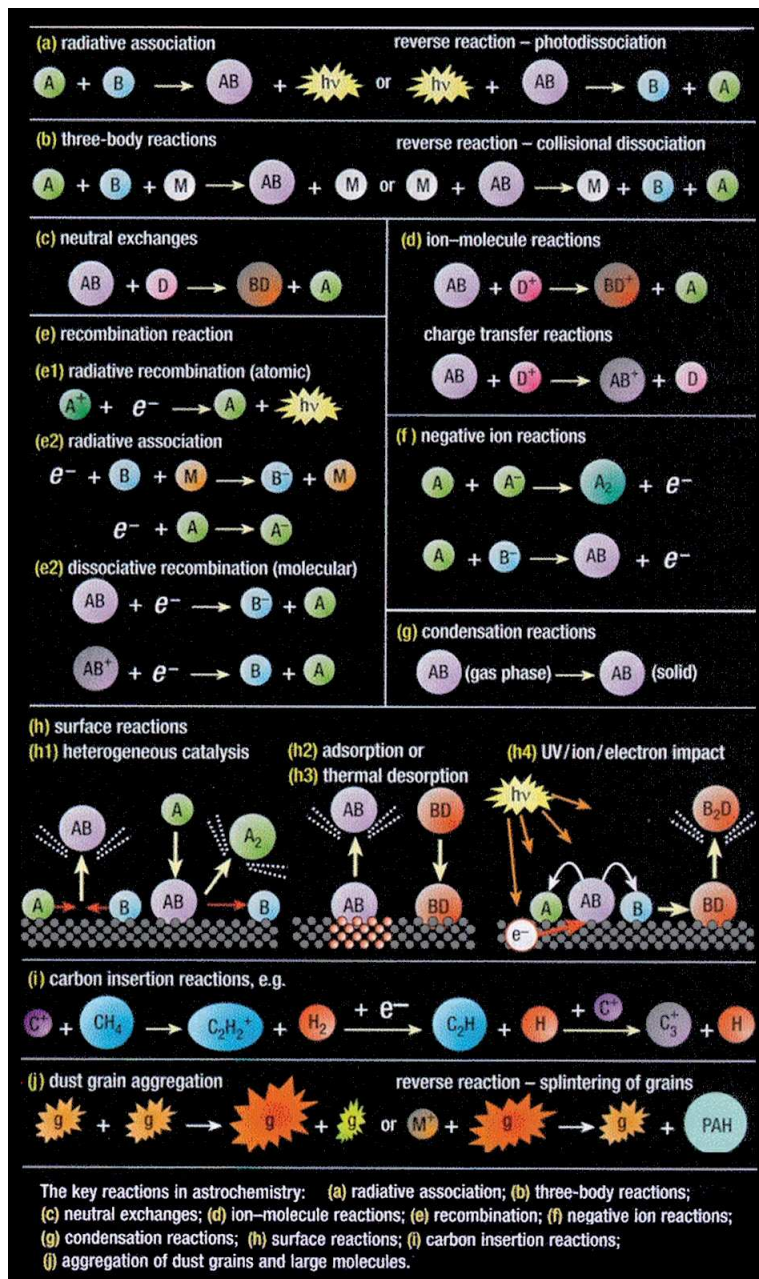 (a) radiative association reverse reaction – photodissociation
A + B → AB + hν or hν + AB → B + A
(b) three-body reactions reverse reaction – collisional dissociation
A + B + M → AB + M or M + AB → M + B + A
(c) neutral exchanges
AB + D → BD + A
(d) ion–molecule reactions
AB + D⁺ → BD⁺ + A
charge transfer reactions
AB + D⁺ → AB⁺ + D
(e) recombination reaction
(e1) radiative recombination (atomic)
A⁺ + e⁻ → A + hν
(e2) radiative association
e⁻ + B + M → B⁻ + M
e⁻ + A → A⁻
(e2) dissociative recombination (molecular)
AB + e⁻ → B⁻ + A
AB⁺ + e⁻ → B + A
(f) negative ion reactions
A + A⁻ → A₂ + e⁻
A + B⁻ → AB + e⁻
(g) condensation reactions
AB (gas phase) → AB (solid)
(h) surface reactions
(h1) heterogeneous catalysis
AB A A₂
A B AB B
(h2) adsorption or
(h3) thermal desorption
AB BD
AB BD
(h4) UV/ion/electron impact
hν B₂D
A AB B BD
e⁻
(i) carbon insertion reactions, e.g.
C⁺ + CH₄ → C₂H₂⁺ + H₂ + e⁻ → C₂H + H + C⁺ → C₃⁺ + H
(j) dust grain aggregation reverse reaction – splintering of grains
g + g → g + g or M⁺ + g → g + PAH
The key reactions in astrochemistry: (a) radiative association; (b) three-body reactions;
(c) neutral exchanges; (d) ion–molecule reactions; (e) recombination; (f) negative ion reactions;
(g) condensation reactions; (h) surface reactions; (i) carbon insertion reactions;
(j) aggregation of dust grains and large molecules.